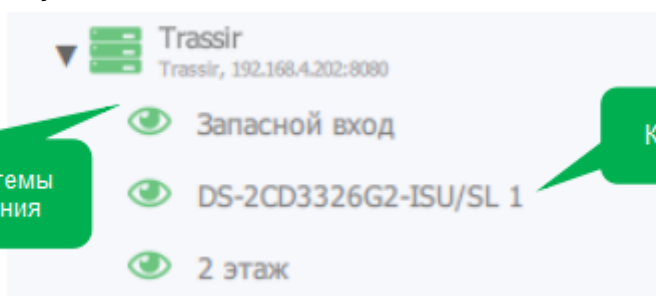 Trassir
Trassir, 192.168.4.202:8080
Запасной вход
DS-2CD3326G2-ISU/SL 1
2 этаж